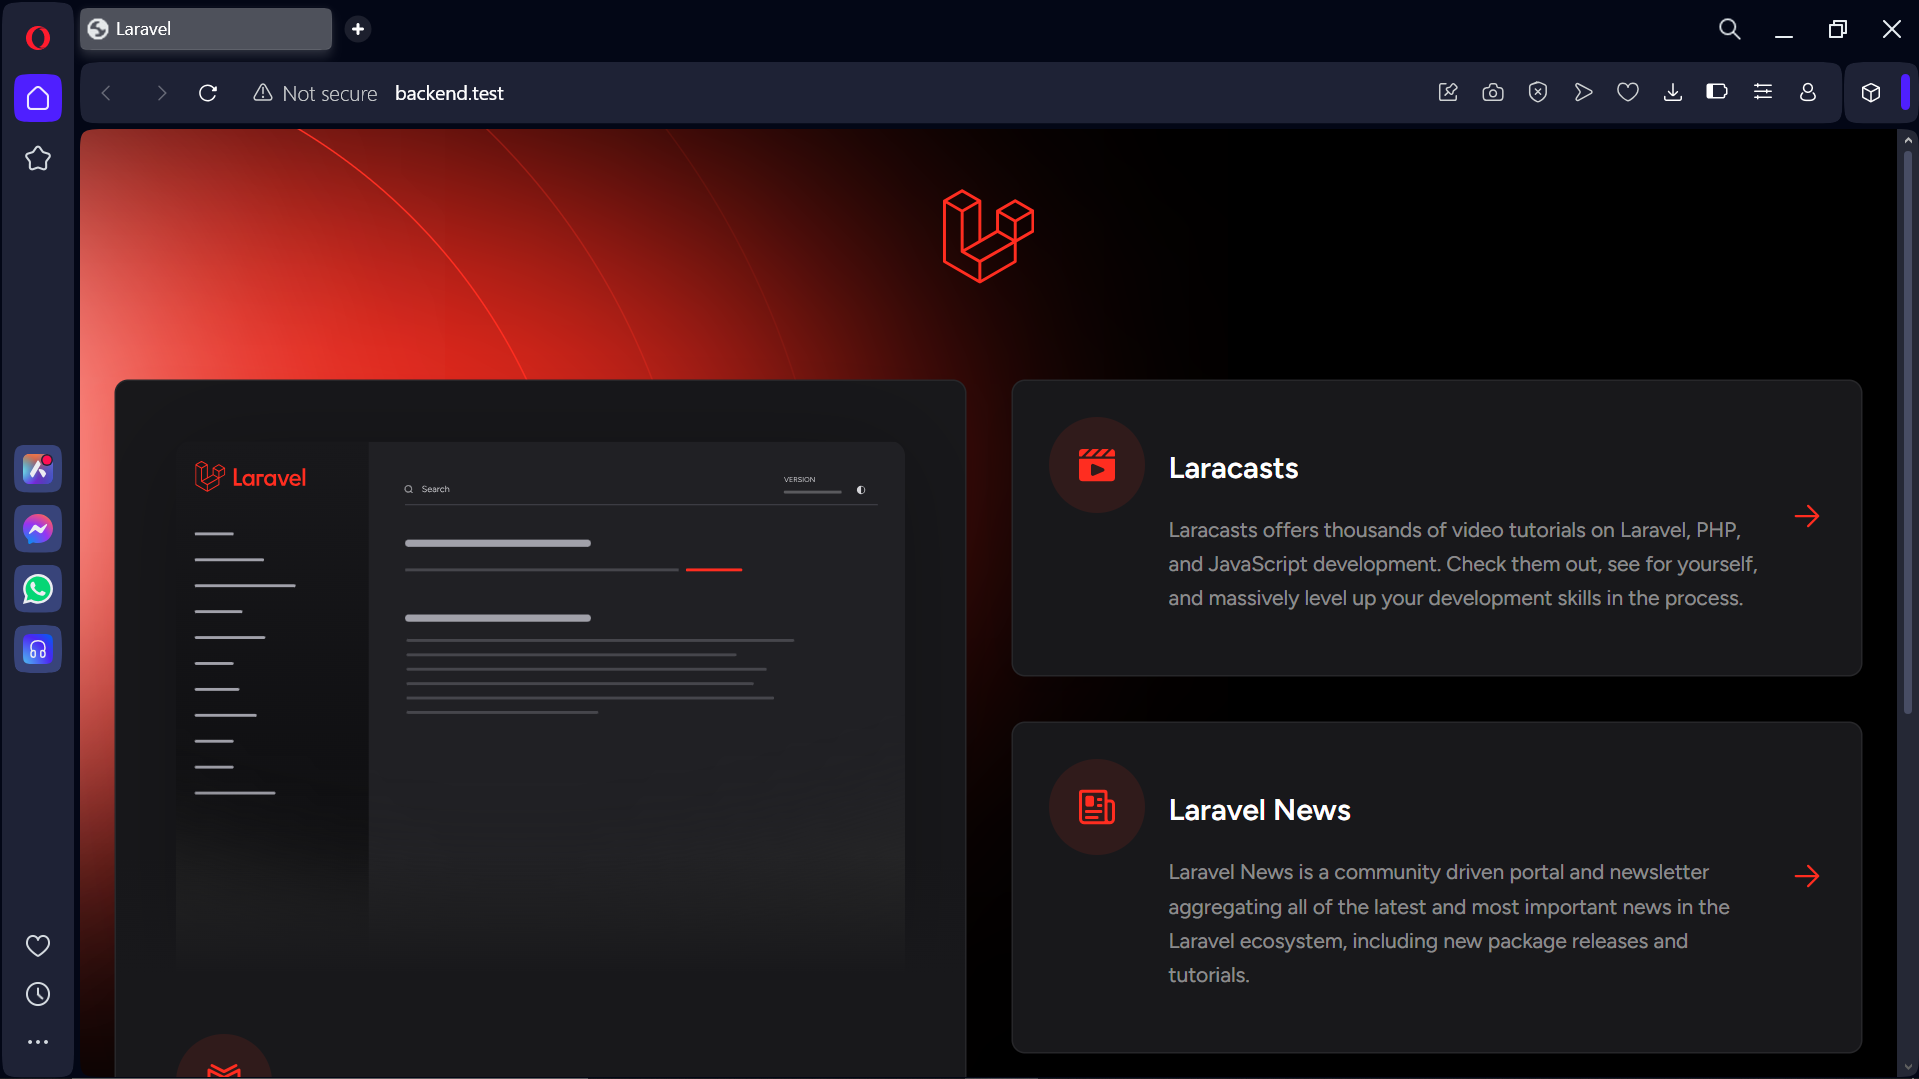 Laravel
Not secure backend.test
Laravel
Search
VERSION
Laracasts
Laracasts offers thousands of video tutorials on Laravel, PHP,
and JavaScript development. Check them out, see for yourself,
and massively level up your development skills in the process.
Laravel News
Laravel News is a community driven portal and newsletter
aggregating all of the latest and most important news in the
Laravel ecosystem, including new package releases and
tutorials.